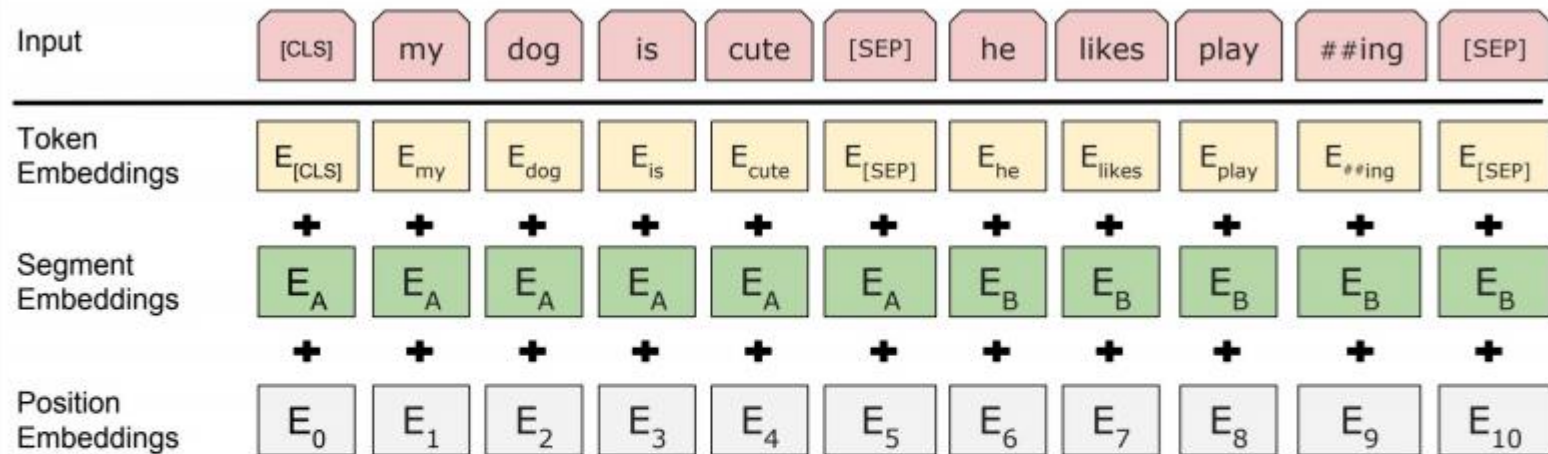 Input [CLS] my dog is cute [SEP] he likes play ##ing [SEP]
Token
Embeddings
E[CLS] Emy Edog Eis Ecute E[SEP] Ehe Elikes Eplay E##ing E[SEP]
+ + + + + + + + + + +
Segment
Embeddings
EA EA EA EA EA EA EB EB EB EB EB
+ + + + + + + + + + +
Position
Embeddings
E0 E1 E2 E3 E4 E5 E6 E7 E8 E9 E10